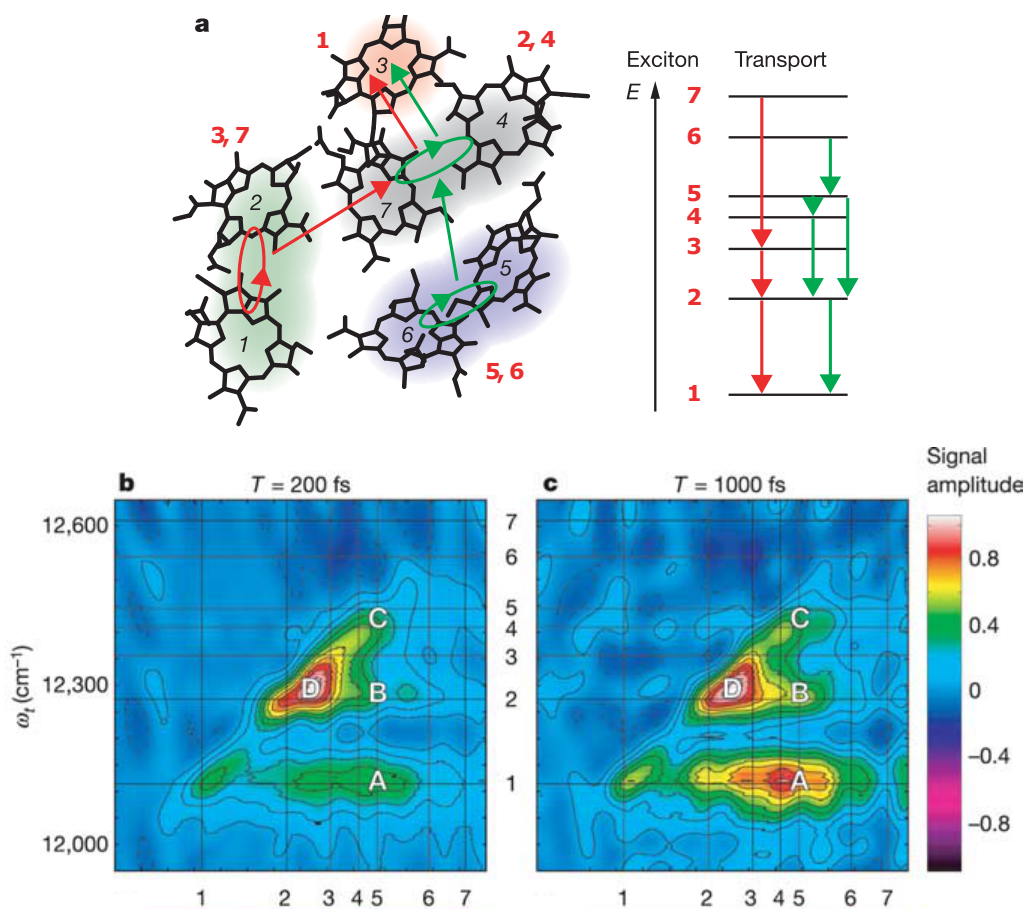 a
1
2, 4
3
4
3, 7
2
7
5
1
6
5, 6
Exciton Transport
E
7
6
5
4
3
2
1
b
T = 200 fs
c
T = 1000 fs
Signal
amplitude
12,600
12,300
12,000
ωt (cm⁻¹)
C
D
B
A
7
6
5
4
3
2
1
C
D
B
A
0.8
0.4
0
−0.4
−0.8
1 2 3 4 5 6 7
1 2 3 4 5 6 7